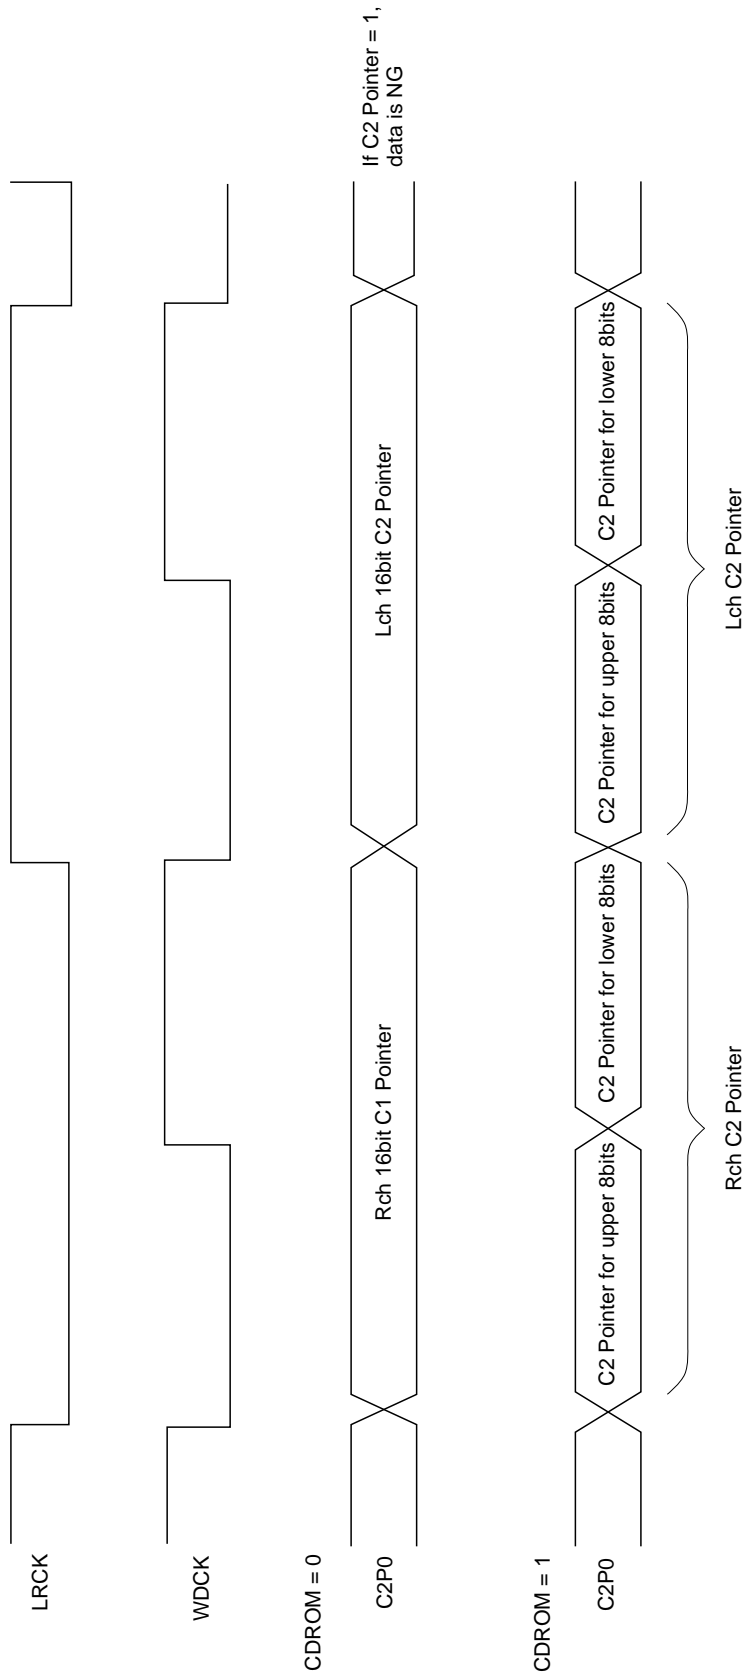 LRCK
WDCK
CDROM = 0
C2P0
Rch 16bit C1 Pointer
Lch 16bit C2 Pointer
If C2 Pointer = 1,
data is NG
CDROM = 1
C2P0
C2 Pointer for upper 8bits
C2 Pointer for lower 8bits
C2 Pointer for upper 8bits
C2 Pointer for lower 8bits
Rch C2 Pointer
Lch C2 Pointer